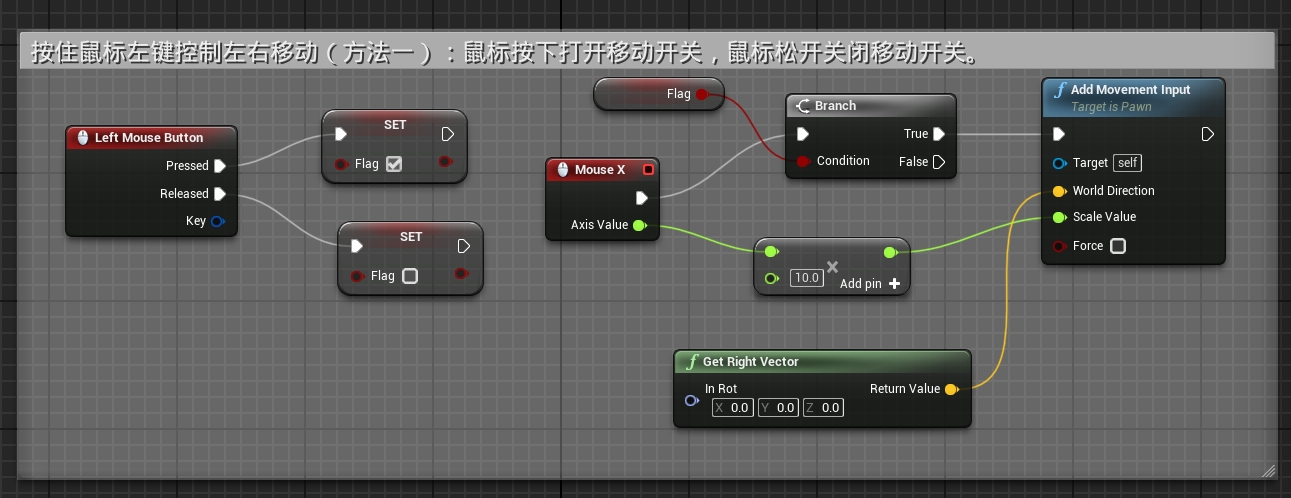 按住鼠标左键控制左右移动（方法一）：鼠标按下打开移动开关，鼠标松开关闭移动开关。
Left Mouse Button
Pressed
Released
Key
SET
Flag
SET
Flag
Flag
Mouse X
Axis Value
Branch
True
Condition
False
10.0
Add pin
Get Right Vector
In Rot
Return Value
X 0.0 Y 0.0 Z 0.0
Add Movement Input
Target is Pawn
Target self
World Direction
Scale Value
Force